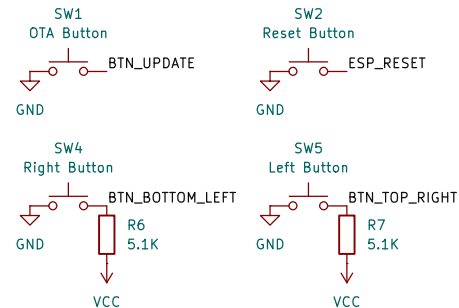 SW1
OTA Button
BTN_UPDATE
GND
SW2
Reset Button
ESP_RESET
GND
SW4
Right Button
BTN_BOTTOM_LEFT
R6
5.1K
GND
VCC
SW5
Left Button
BTN_TOP_RIGHT
R7
5.1K
GND
VCC